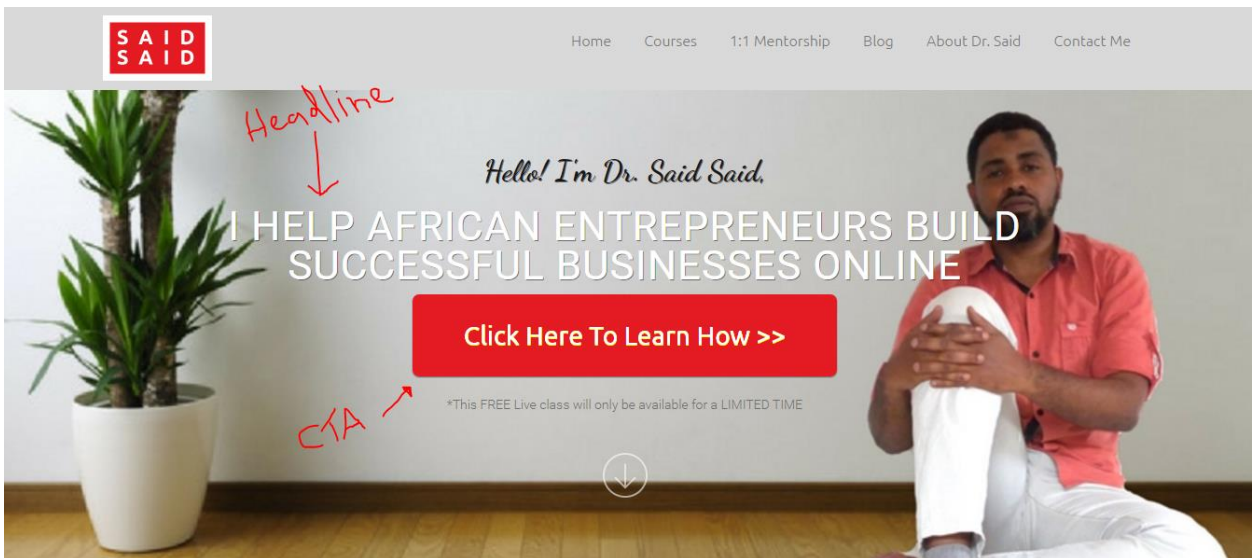 SAID
SAID
Home Courses 1:1 Mentorship Blog About Dr. Said Contact Me
Headline
Hello! I'm Dr. Said Said,
I HELP AFRICAN ENTREPRENEURS BUILD
SUCCESSFUL BUSINESSES ONLINE
Click Here To Learn How >>
*This FREE Live class will only be available for a LIMITED TIME
CTA